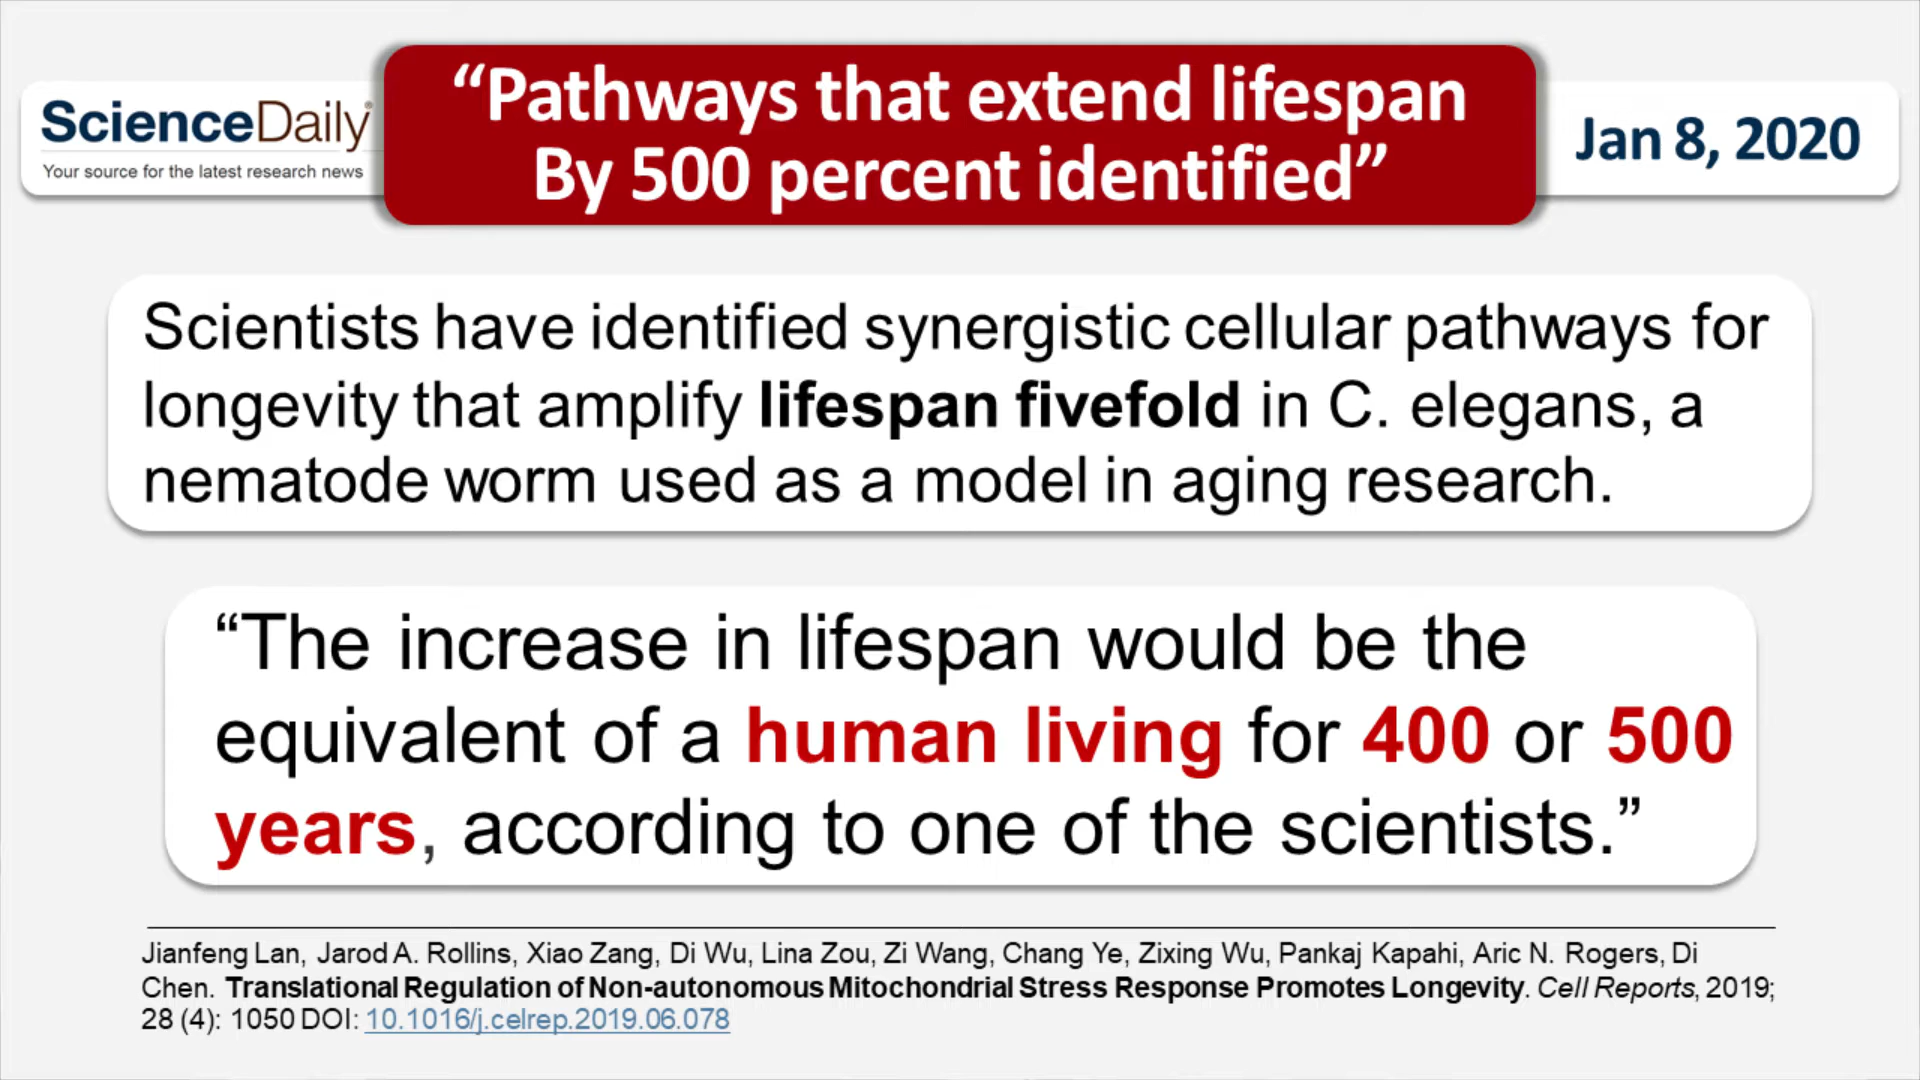 ScienceDaily®
Your source for the latest research news
“Pathways that extend lifespan
By 500 percent identified”
Jan 8, 2020
Scientists have identified synergistic cellular pathways for
longevity that amplify lifespan fivefold in C. elegans, a
nematode worm used as a model in aging research.
“The increase in lifespan would be the
equivalent of a human living for 400 or 500
years, according to one of the scientists.”
Jianfeng Lan, Jarod A. Rollins, Xiao Zang, Di Wu, Lina Zou, Zi Wang, Chang Ye, Zixing Wu, Pankaj Kapahi, Aric N. Rogers, Di
Chen. Translational Regulation of Non-autonomous Mitochondrial Stress Response Promotes Longevity. Cell Reports, 2019;
28 (4): 1050 DOI: 10.1016/j.celrep.2019.06.078